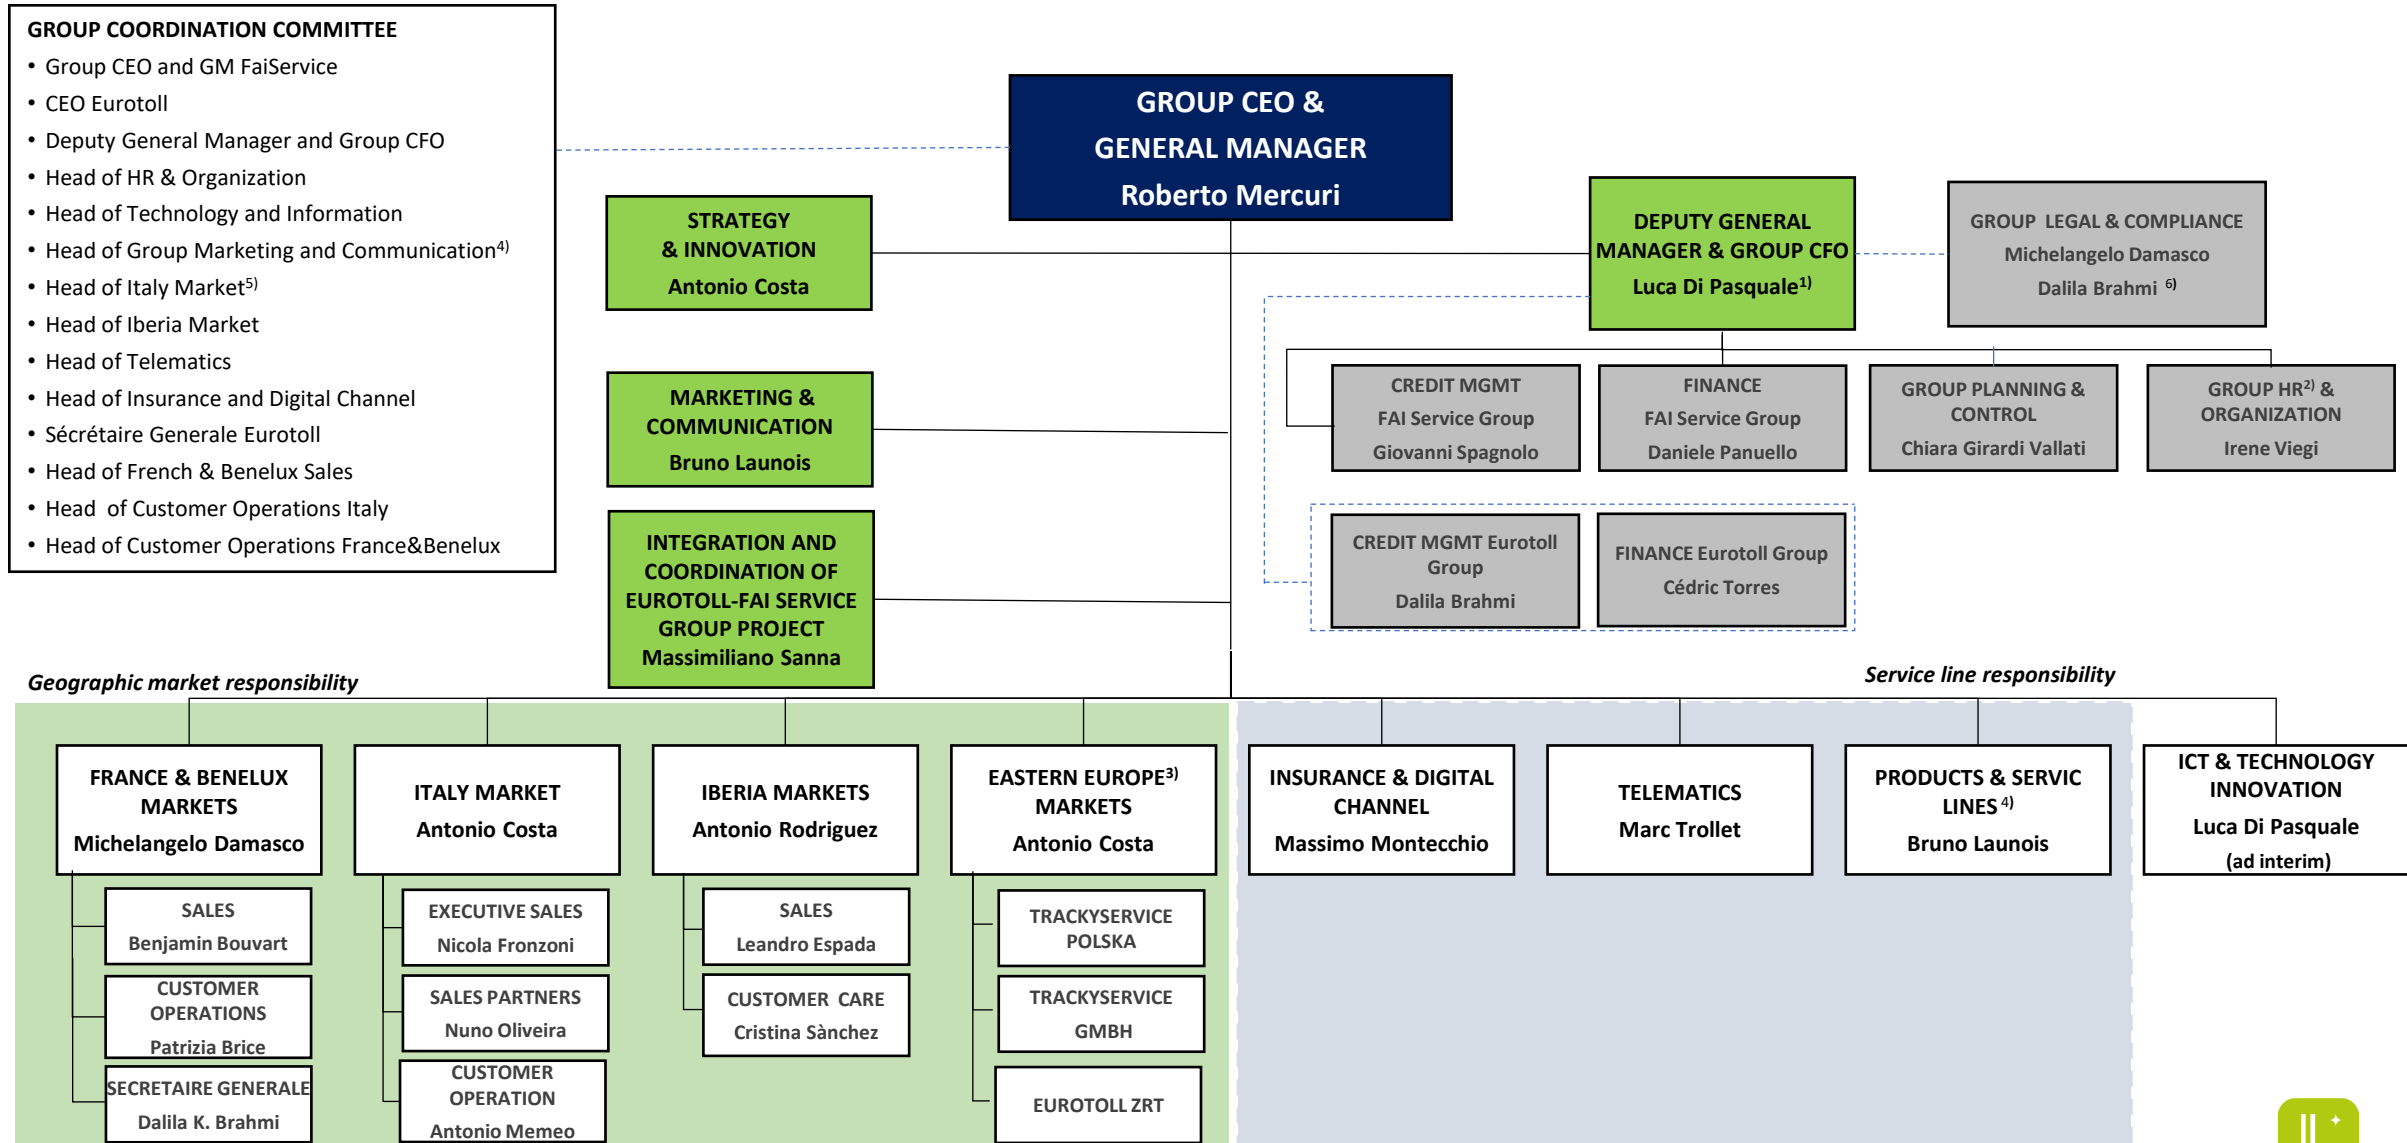 GROUP COORDINATION COMMITTEE
• Group CEO and GM FaiService
• CEO Eurotoll
• Deputy General Manager and Group CFO
• Head of HR & Organization
• Head of Technology and Information
• Head of Group Marketing and Communication4)
• Head of Italy Market5)
• Head of Iberia Market
• Head of Telematics
• Head of Insurance and Digital Channel
• Sécrétaire Generale Eurotoll
• Head of French & Benelux Sales
• Head of Customer Operations Italy
• Head of Customer Operations France&Benelux
GROUP CEO &
GENERAL MANAGER
Roberto Mercuri
STRATEGY
& INNOVATION
Antonio Costa
DEPUTY GENERAL
MANAGER & GROUP CFO
Luca Di Pasquale1)
GROUP LEGAL & COMPLIANCE
Michelangelo Damasco
Dalila Brahmi 6)
MARKETING &
COMMUNICATION
Bruno Launois
CREDIT MGMT
FAI Service Group
Giovanni Spagnolo
FINANCE
FAI Service Group
Daniele Panuello
GROUP PLANNING &
CONTROL
Chiara Girardi Vallati
GROUP HR2) &
ORGANIZATION
Irene Viegi
INTEGRATION AND
COORDINATION OF
EUROTOLL-FAI SERVICE
GROUP PROJECT
Massimiliano Sanna
CREDIT MGMT Eurotoll
Group
Dalila Brahmi
FINANCE Eurotoll Group
Cédric Torres
Geographic market responsibility
Service line responsibility
FRANCE & BENELUX
MARKETS
Michelangelo Damasco
ITALY MARKET
Antonio Costa
IBERIA MARKETS
Antonio Rodriguez
EASTERN EUROPE3)
MARKETS
Antonio Costa
INSURANCE & DIGITAL
CHANNEL
Massimo Montecchio
TELEMATICS
Marc Trollet
PRODUCTS & SERVIC
LINES 4)
Bruno Launois
ICT & TECHNOLOGY
INNOVATION
Luca Di Pasquale
(ad interim)
SALES
Benjamin Bouvart
CUSTOMER
OPERATIONS
Patrizia Brice
SECRETAIRE GENERALE
Dalila K. Brahmi
EXECUTIVE SALES
Nicola Fronzoni
SALES PARTNERS
Nuno Oliveira
CUSTOMER
OPERATION
Antonio Memeo
SALES
Leandro Espada
CUSTOMER CARE
Cristina Sànchez
TRACKYSERVICE
POLSKA
TRACKYSERVICE
GMBH
EUROTOLL ZRT